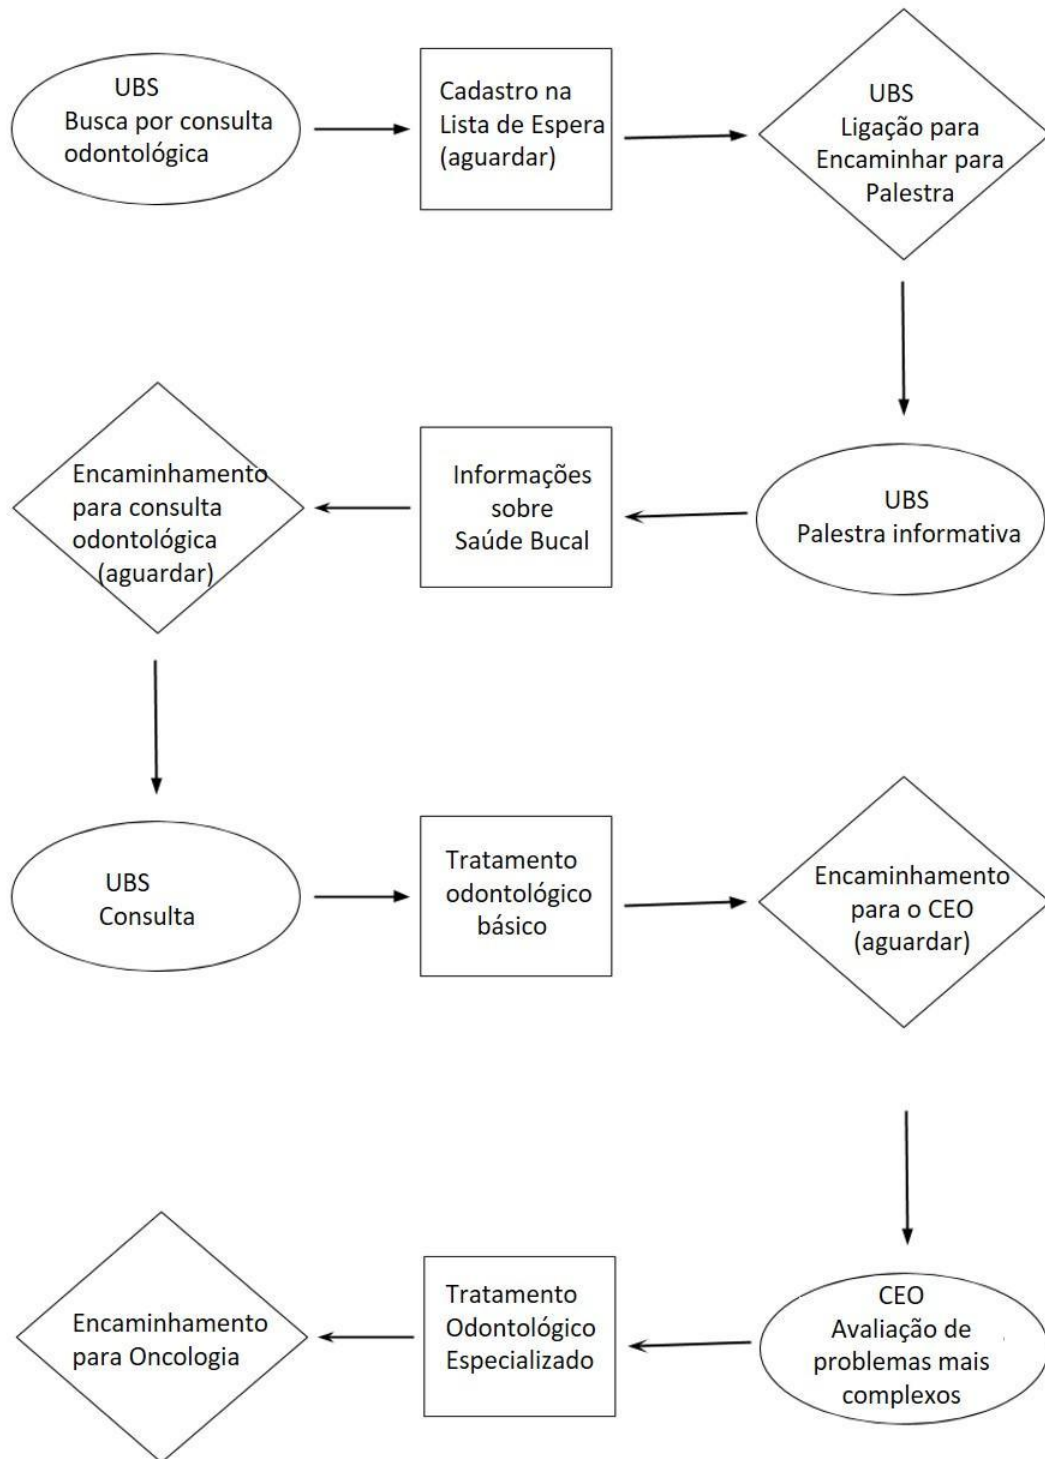 UBS
Busca por consulta
odontológica
Cadastro na
Lista de Espera
(aguardar)
UBS
Ligação para
Encaminhar para
Palestra
UBS
Palestra informativa
Informações
sobre
Saúde Bucal
Encaminhamento
para consulta
odontológica
(aguardar)
UBS
Consulta
Tratamento
odontológico
básico
Encaminhamento
para o CEO
(aguardar)
CEO
Avaliação de
problemas mais
complexos
Tratamento
Odontológico
Especializado
Encaminhamento
para Oncologia